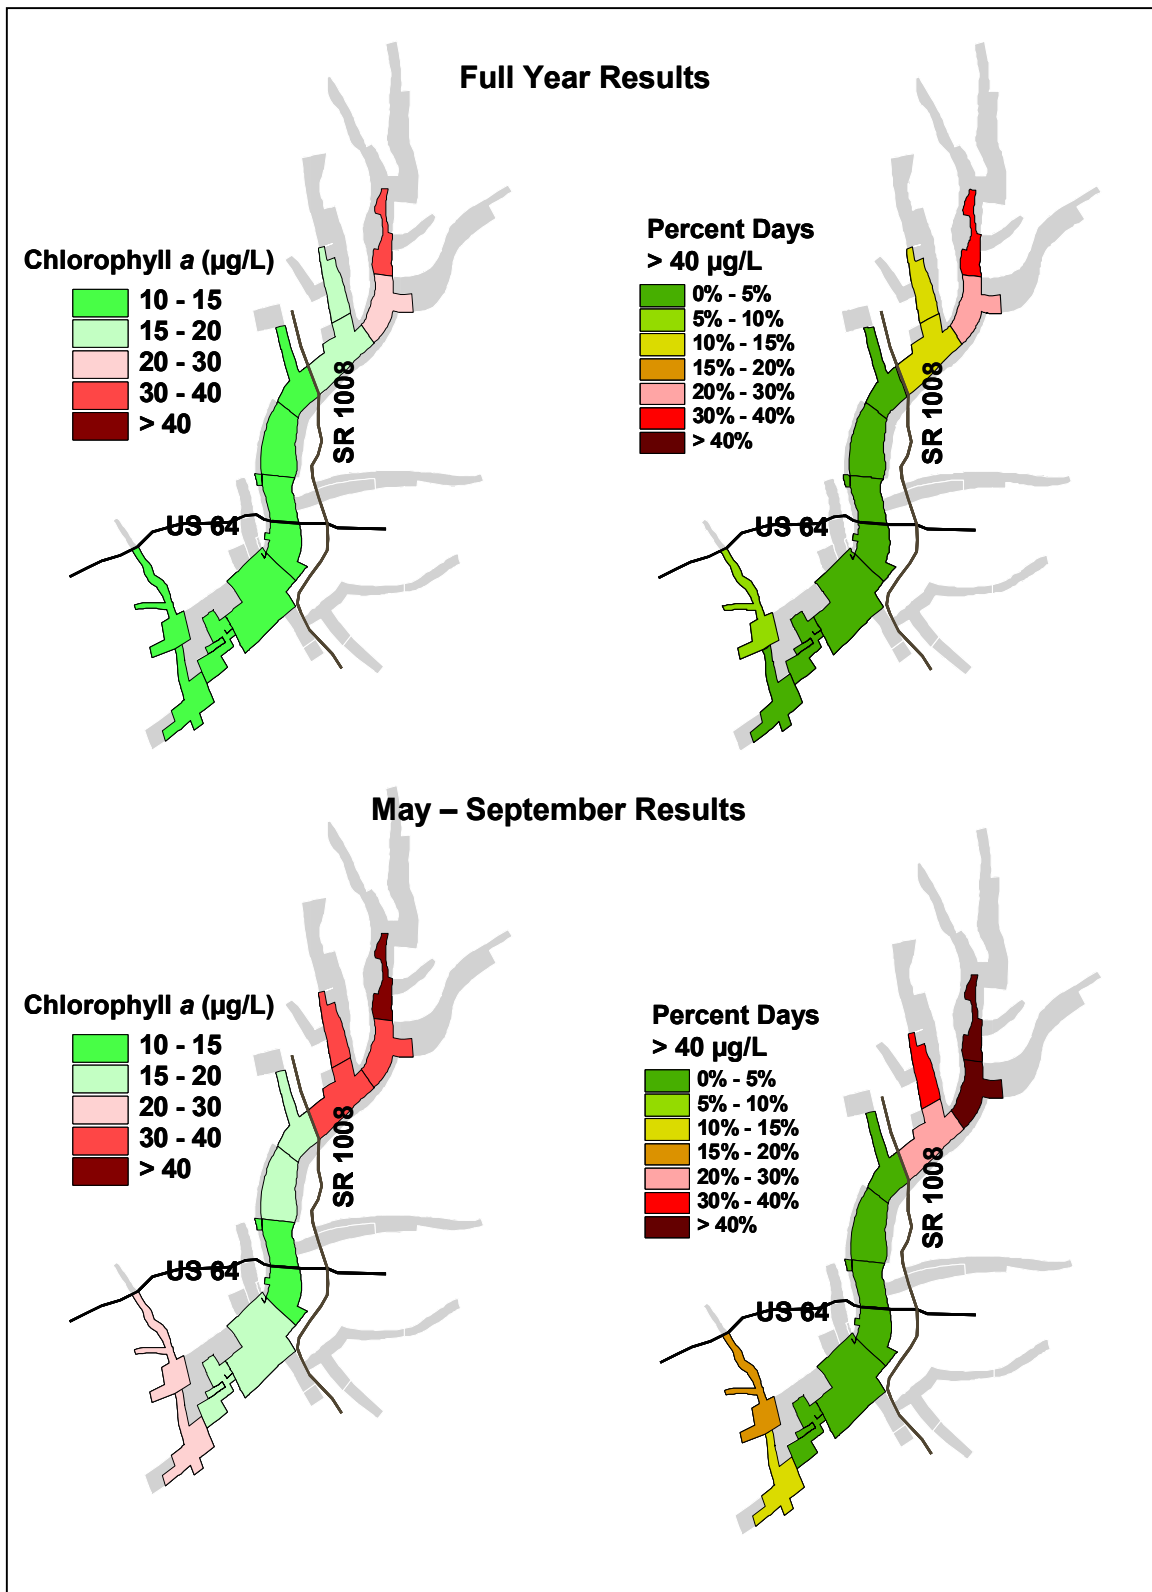 Full Year Results
Chlorophyll a (µg/L)
10 - 15
15 - 20
20 - 30
30 - 40
> 40
SR 1008
US 64
Percent Days
> 40 µg/L
0% - 5%
5% - 10%
10% - 15%
15% - 20%
20% - 30%
30% - 40%
> 40%
SR 1008
US 64
May – September Results
Chlorophyll a (µg/L)
10 - 15
15 - 20
20 - 30
30 - 40
> 40
SR 1008
US 64
Percent Days
> 40 µg/L
0% - 5%
5% - 10%
10% - 15%
15% - 20%
20% - 30%
30% - 40%
> 40%
SR 1008
US 64